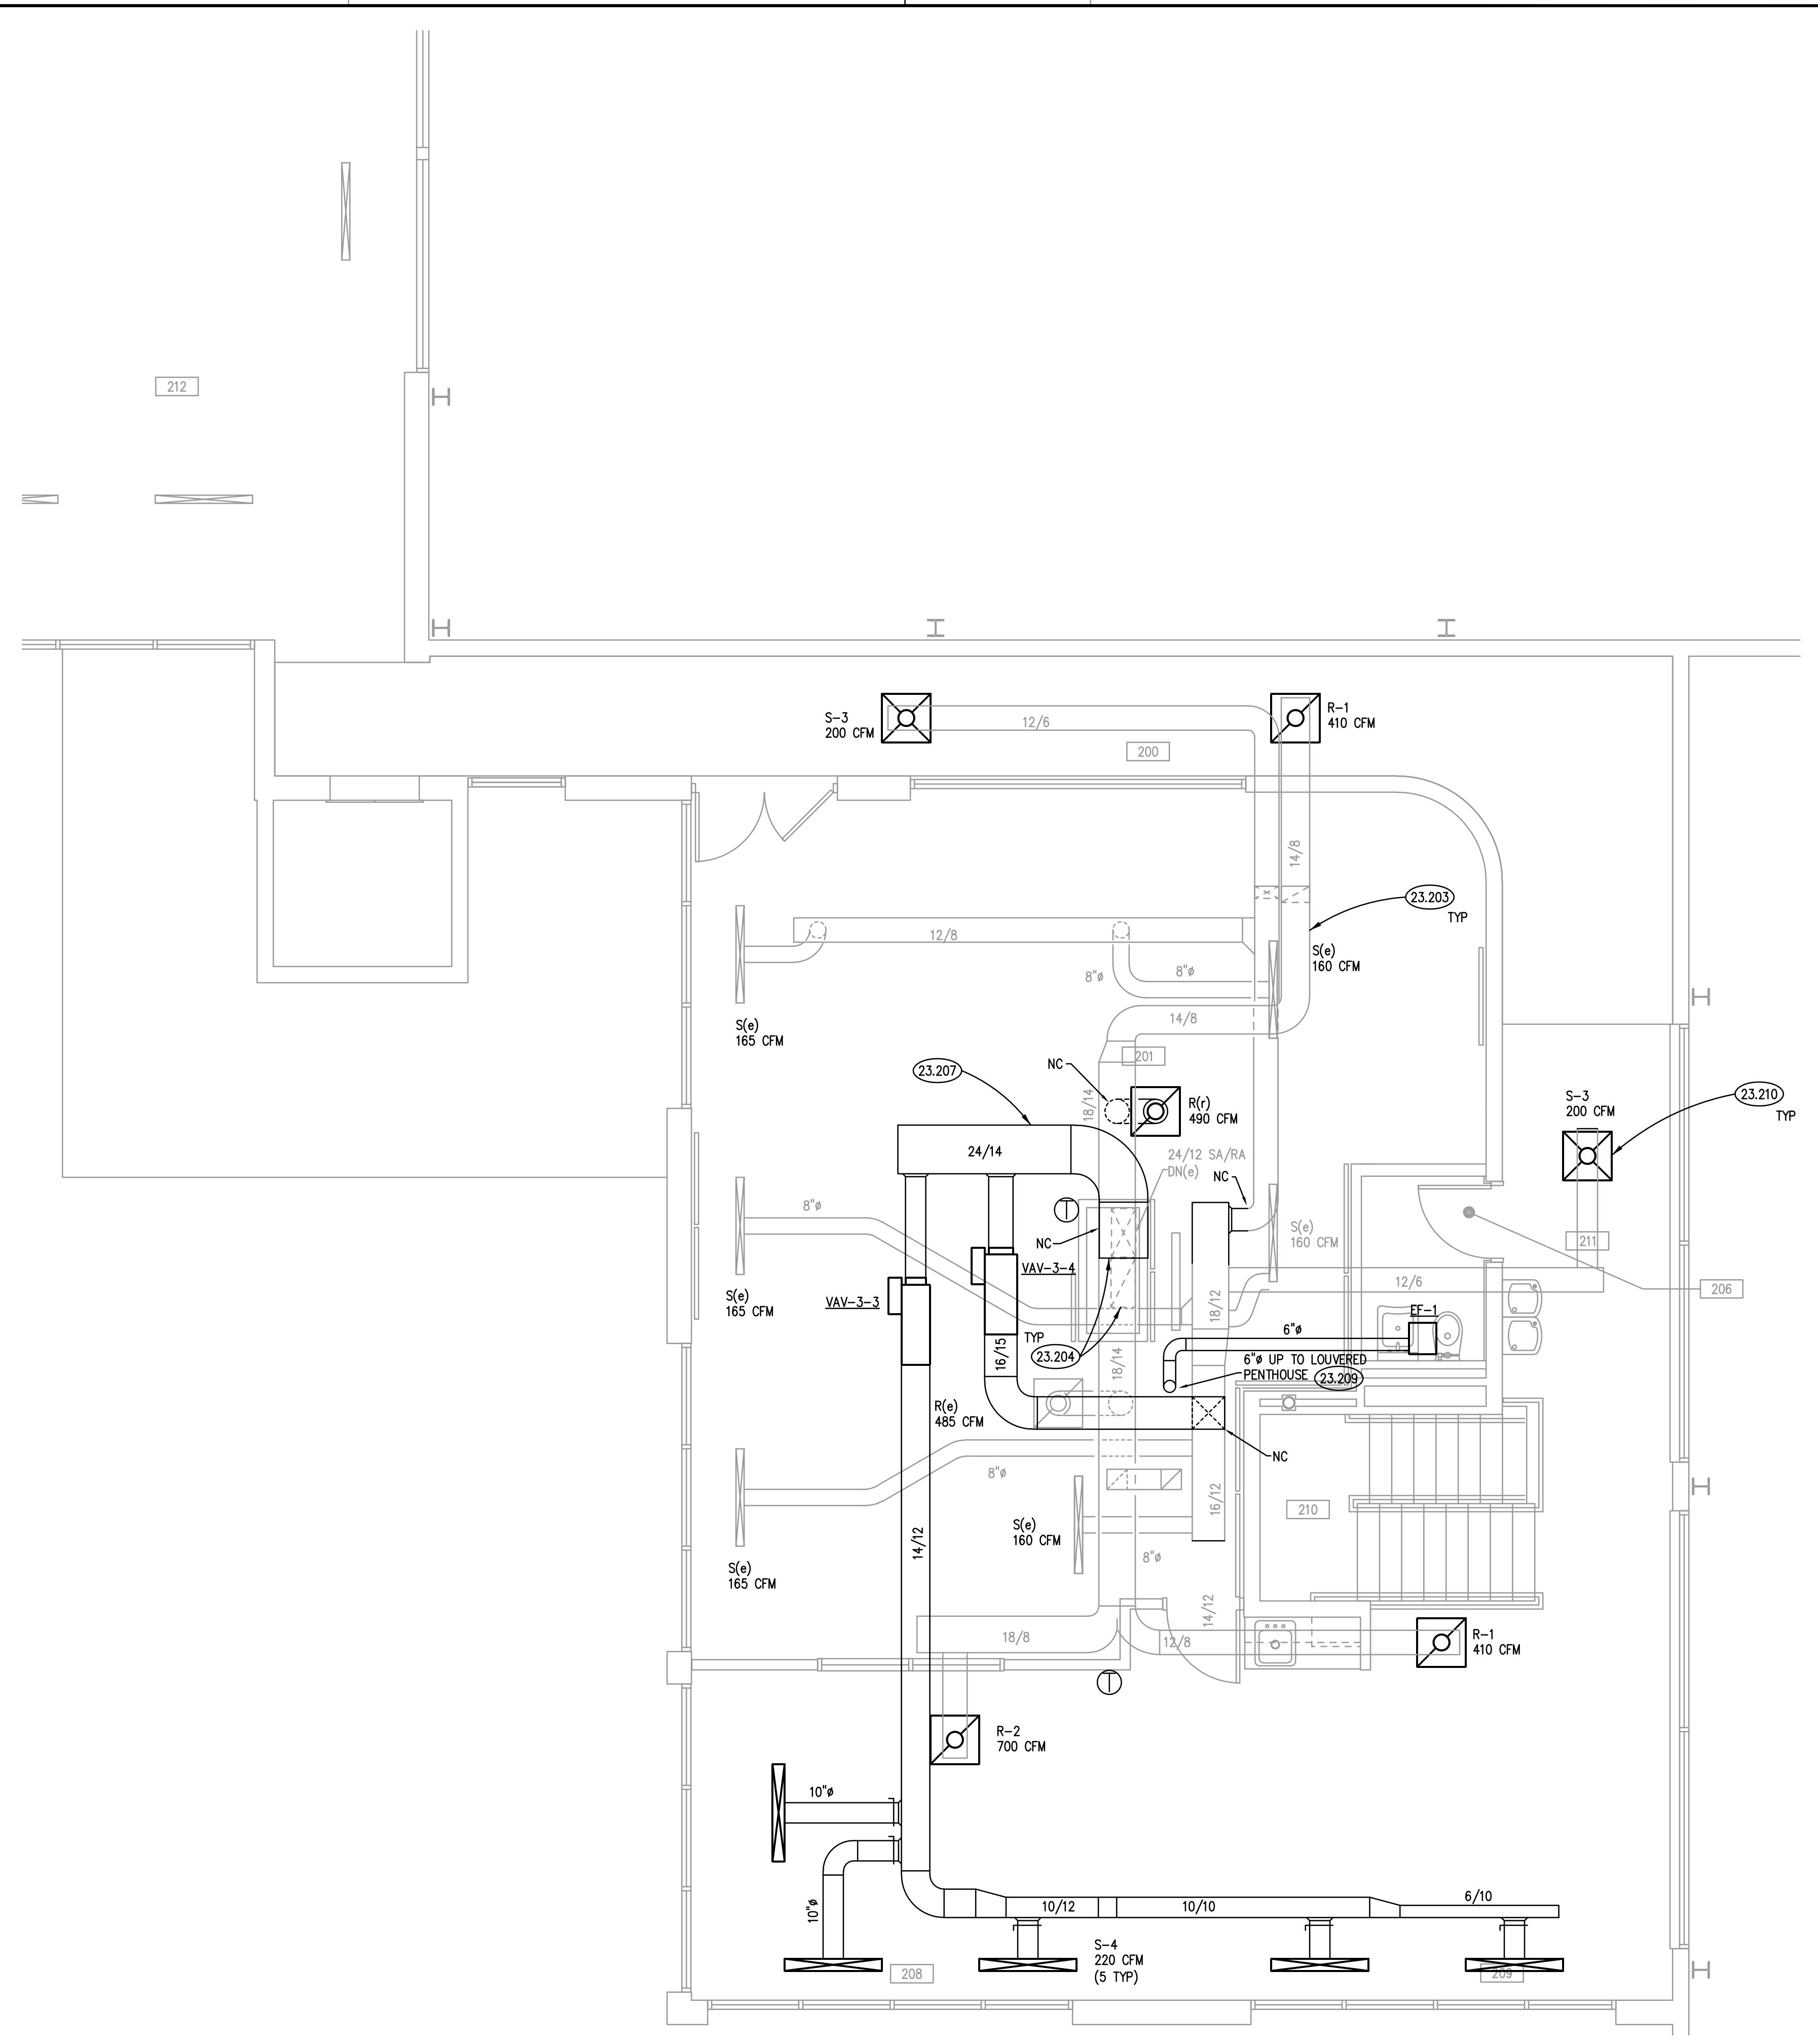 212
S-3
200 CFM
12/6
R-1
410 CFM
200
14/8
23.203
TYP
12/8
S(e)
160 CFM
8"ø
8"ø
14/8
S(e)
165 CFM
201
NC
23.207
18/14
R(r)
490 CFM
S-3
200 CFM
23.210
TYP
24/14
24/12 SA/RA
DN(e)
NC
8"ø
T
S(e)
160 CFM
NC
211
VAV-3-4
12/6
206
S(e)
165 CFM
VAV-3-3
18/12
EF-1
6"ø
TYP
23.204
16/15
18/14
6"ø UP TO LOUVERED
PENTHOUSE
23.209
R(e)
485 CFM
NC
8"ø
16/12
210
S(e)
160 CFM
14/12
8"ø
S(e)
165 CFM
14/12
18/8
12/8
R-1
410 CFM
T
R-2
700 CFM
10"ø
10"ø
10/12
10/10
6/10
S-4
220 CFM
(5 TYP)
208
209